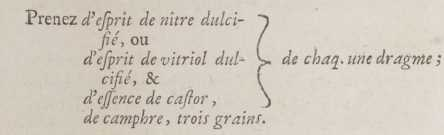 Prenez d'eſprit de nitre dulci-
fié, ou
d'eſprit de vitriol dul-
cifié, &
d'eſſence de caſtor,
de chaq. une dragme;
de camphre, trois grains.